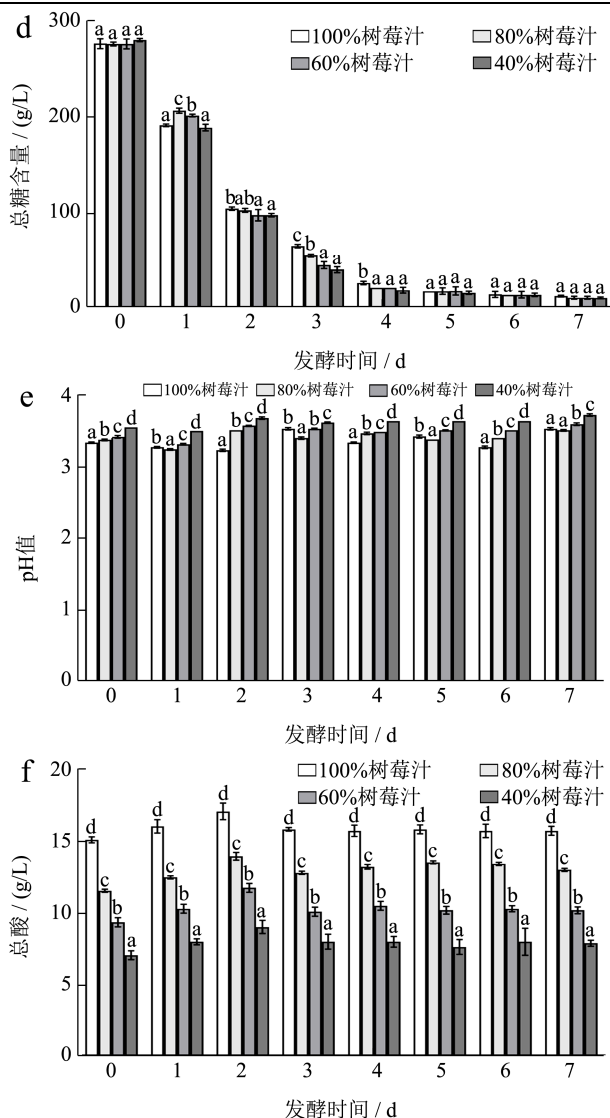 d
100%树莓汁 80%树莓汁
60%树莓汁 40%树莓汁
总糖含量 / (g/L)
300
200
100
0
a a a a
a c b a
b ab a a
c b a a
b a a a
a a a a
a a a a
a a a a
0 1 2 3 4 5 6 7
发酵时间 / d
e
100%树莓汁 80%树莓汁 60%树莓汁 40%树莓汁
pH值
4
3
2
1
0
a b c d
b a c d
a b c d
b a b c
a b c d
b a c d
a b c d
a a b c
0 1 2 3 4 5 6 7
发酵时间 / d
f
100%树莓汁 80%树莓汁
60%树莓汁 40%树莓汁
总酸 / (g/L)
20
15
10
5
0
d c b a
d c b a
d c b a
d c b a
d c b a
d c b a
d c b a
d c b a
0 1 2 3 4 5 6 7
发酵时间 / d